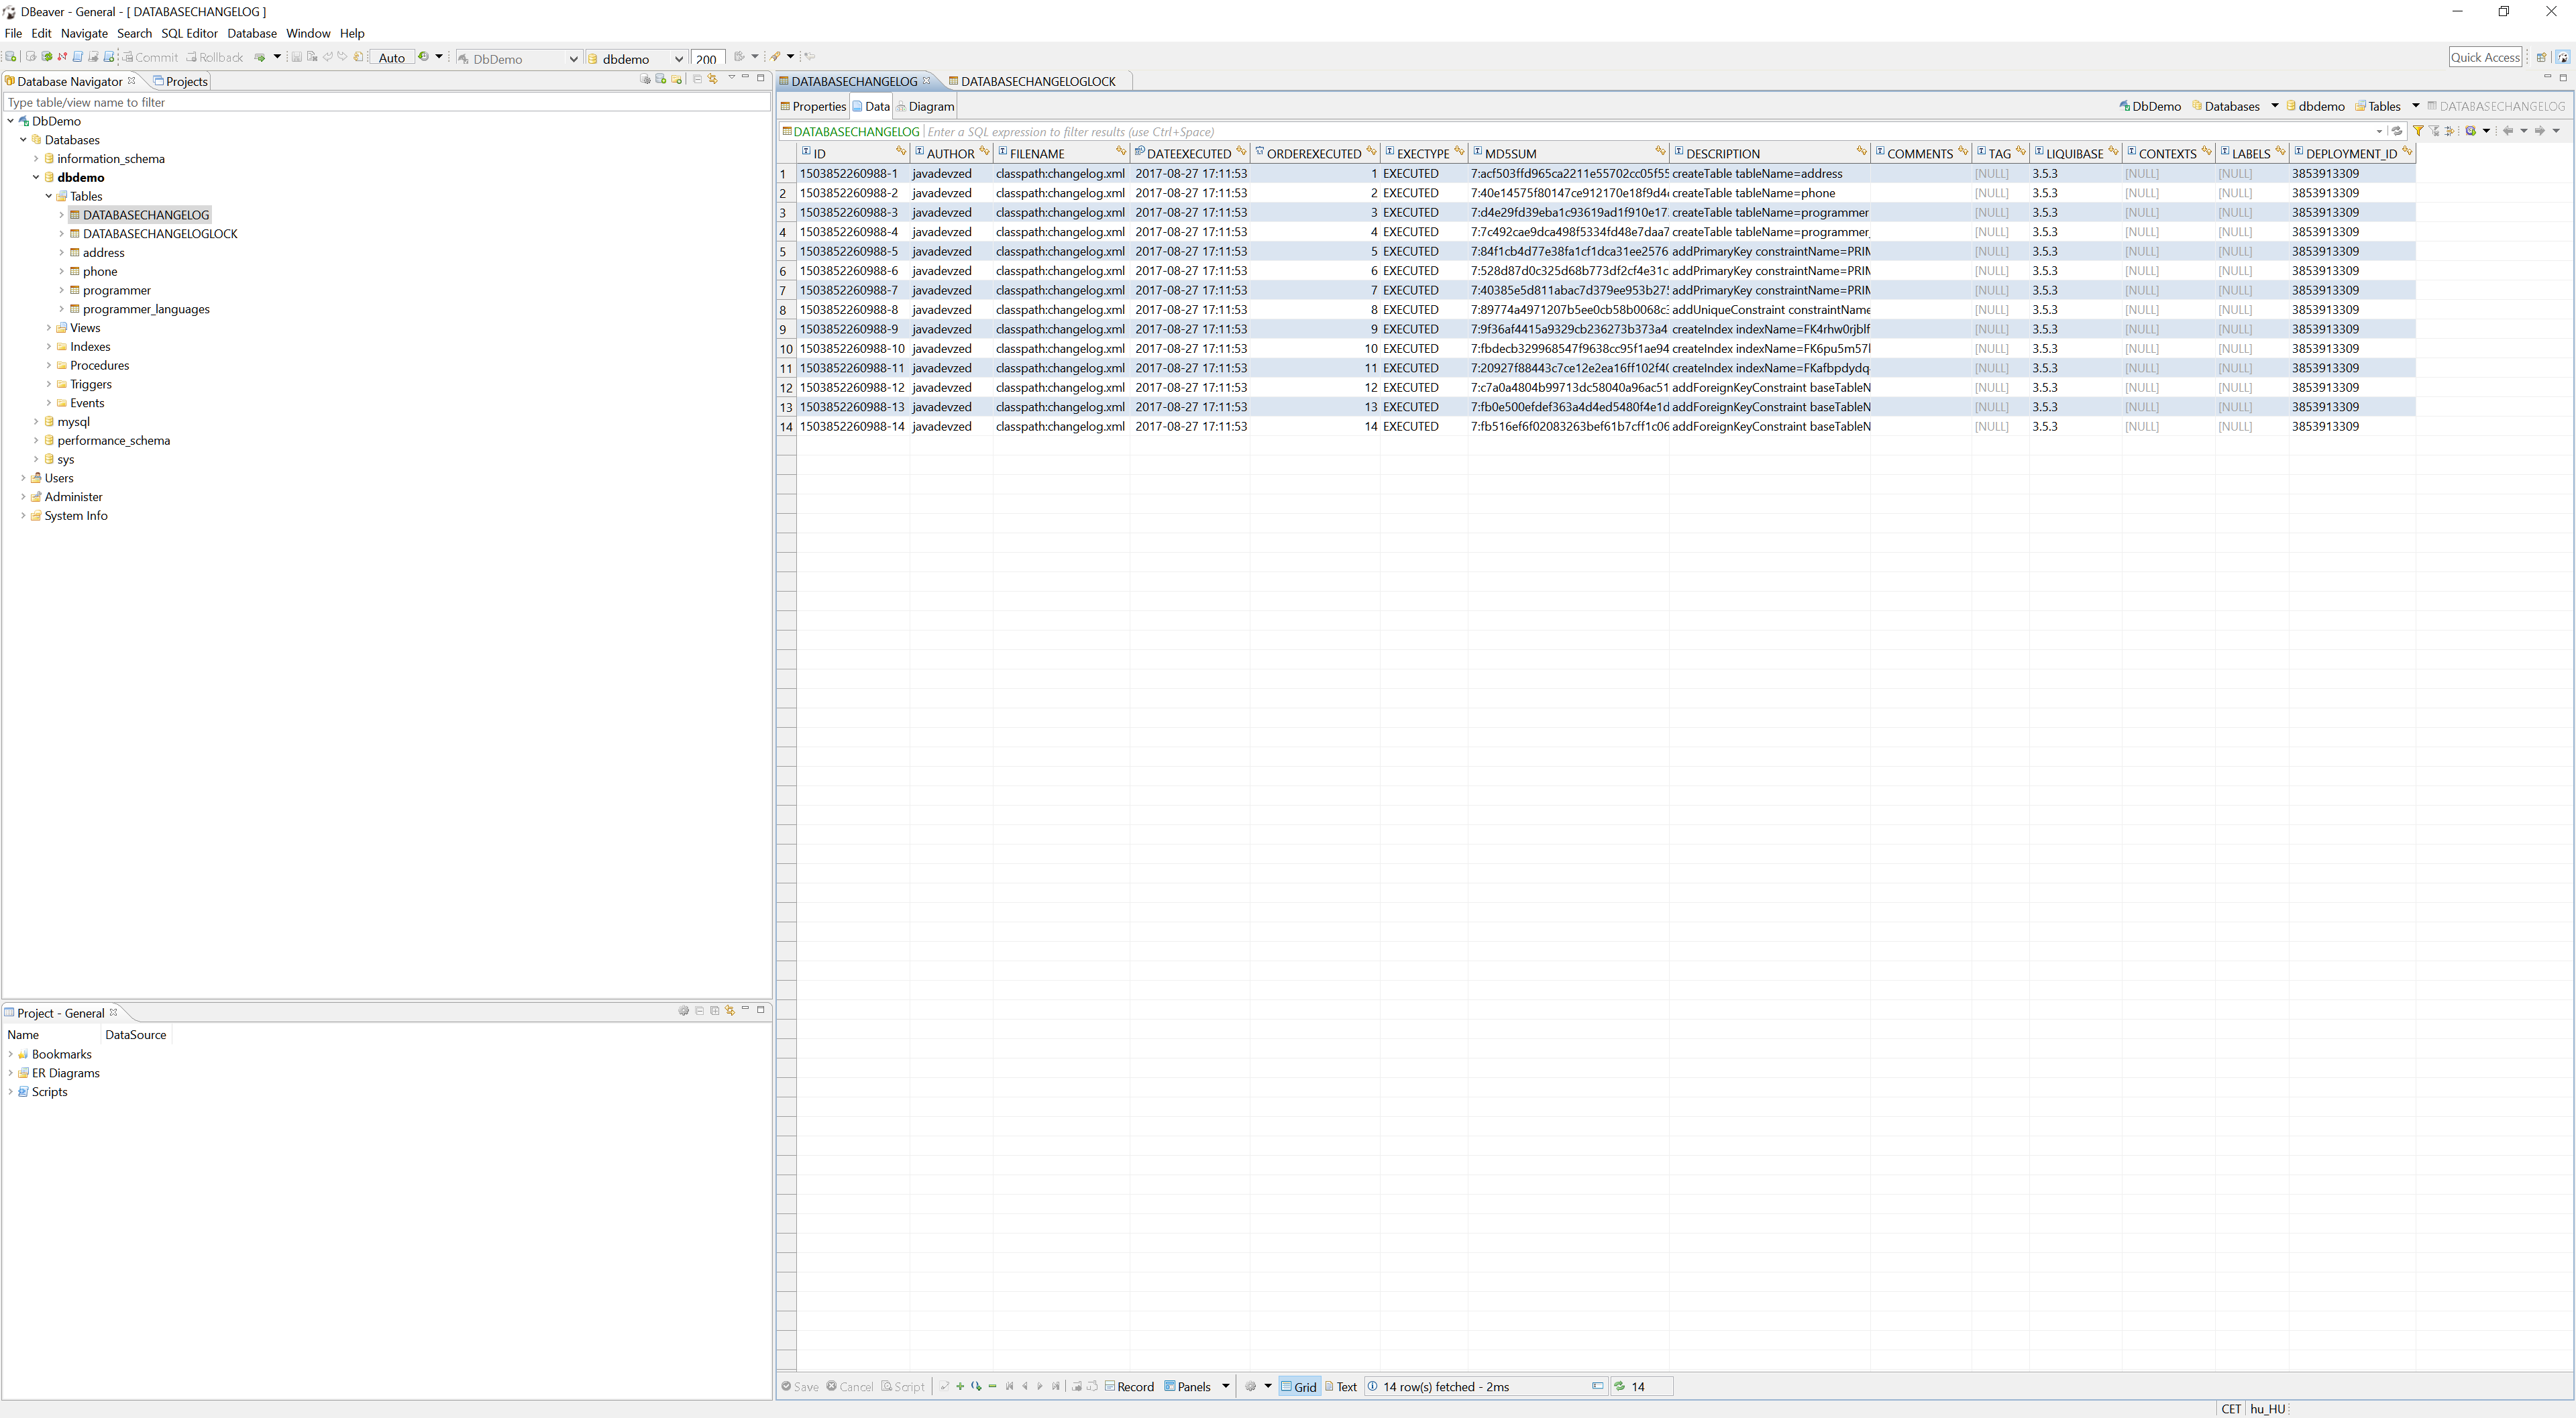 DBeaver - General - [ DATABASECHANGELOG ]
File Edit Navigate Search SQL Editor Database Window Help
Commit Rollback Auto DbDemo dbdemo 200 Quick Access
Database Navigator Projects
Type table/view name to filter
DbDemo
Databases
information_schema
dbdemo
Tables
DATABASECHANGELOG
DATABASECHANGELOGLOCK
address
phone
programmer
programmer_languages
Views
Indexes
Procedures
Triggers
Events
mysql
performance_schema
sys
Users
Administer
System Info
Project - General
Name DataSource
Bookmarks
ER Diagrams
Scripts
DATABASECHANGELOG DATABASECHANGELOGLOCK
Properties Data Diagram DbDemo Databases dbdemo Tables DATABASECHANGELOG
DATABASECHANGELOG Enter a SQL expression to filter results (use Ctrl+Space)
ID AUTHOR FILENAME DATEEXECUTED ORDEREXECUTED EXECTYPE MD5SUM DESCRIPTION COMMENTS TAG LIQUIBASE CONTEXTS LABELS DEPLOYMENT_ID
1 1503852260988-1 javadevzed classpath:changelog.xml 2017-08-27 17:11:53 1 EXECUTED 7:acf503ffd965ca2211e55702cc05f55 createTable tableName=address [NULL] 3.5.3 [NULL] [NULL] 3853913309
2 1503852260988-2 javadevzed classpath:changelog.xml 2017-08-27 17:11:53 2 EXECUTED 7:40e14575f80147ce912170e18f9d4 createTable tableName=phone [NULL] 3.5.3 [NULL] [NULL] 3853913309
3 1503852260988-3 javadevzed classpath:changelog.xml 2017-08-27 17:11:53 3 EXECUTED 7:d4e29fd39eba1c93619ad1f910e17 createTable tableName=programmer [NULL] 3.5.3 [NULL] [NULL] 3853913309
4 1503852260988-4 javadevzed classpath:changelog.xml 2017-08-27 17:11:53 4 EXECUTED 7:7c492cae9dca498f5334fd48e7daa7 createTable tableName=programmer_ [NULL] 3.5.3 [NULL] [NULL] 3853913309
5 1503852260988-5 javadevzed classpath:changelog.xml 2017-08-27 17:11:53 5 EXECUTED 7:84f1cb4d77e38fa1cf1dca31ee2576 addPrimaryKey constraintName=PRIM [NULL] 3.5.3 [NULL] [NULL] 3853913309
6 1503852260988-6 javadevzed classpath:changelog.xml 2017-08-27 17:11:53 6 EXECUTED 7:528d87d0c325d68b773df2cf4e31c addPrimaryKey constraintName=PRIM [NULL] 3.5.3 [NULL] [NULL] 3853913309
7 1503852260988-7 javadevzed classpath:changelog.xml 2017-08-27 17:11:53 7 EXECUTED 7:40385e5d811abac7d379ee953b27 addPrimaryKey constraintName=PRIM [NULL] 3.5.3 [NULL] [NULL] 3853913309
8 1503852260988-8 javadevzed classpath:changelog.xml 2017-08-27 17:11:53 8 EXECUTED 7:89774a4971207b5ee0cb58b0068c addUniqueConstraint constraintName [NULL] 3.5.3 [NULL] [NULL] 3853913309
9 1503852260988-9 javadevzed classpath:changelog.xml 2017-08-27 17:11:53 9 EXECUTED 7:9f36af4415a9329cb236273b373a4 createIndex indexName=FK4rhw0rjblf [NULL] 3.5.3 [NULL] [NULL] 3853913309
10 1503852260988-10 javadevzed classpath:changelog.xml 2017-08-27 17:11:53 10 EXECUTED 7:fbdecb329968547f9638cc95f1ae94 createIndex indexName=FK6pu5m57l [NULL] 3.5.3 [NULL] [NULL] 3853913309
11 1503852260988-11 javadevzed classpath:changelog.xml 2017-08-27 17:11:53 11 EXECUTED 7:20927f88443c7ce12e2ea16ff102f4 createIndex indexName=FKafbpdydq [NULL] 3.5.3 [NULL] [NULL] 3853913309
12 1503852260988-12 javadevzed classpath:changelog.xml 2017-08-27 17:11:53 12 EXECUTED 7:c7a0a4804b99713dc58040a96ac51 addForeignKeyConstraint baseTableN [NULL] 3.5.3 [NULL] [NULL] 3853913309
13 1503852260988-13 javadevzed classpath:changelog.xml 2017-08-27 17:11:53 13 EXECUTED 7:fb0e500efdef363a4d4ed5480f4e1d addForeignKeyConstraint baseTableN [NULL] 3.5.3 [NULL] [NULL] 3853913309
14 1503852260988-14 javadevzed classpath:changelog.xml 2017-08-27 17:11:53 14 EXECUTED 7:fb516ef6f02083263bef61b7cff1c06 addForeignKeyConstraint baseTableN [NULL] 3.5.3 [NULL] [NULL] 3853913309
Save Cancel Script Record Panels Grid Text 14 row(s) fetched - 2ms 14
CET hu_HU